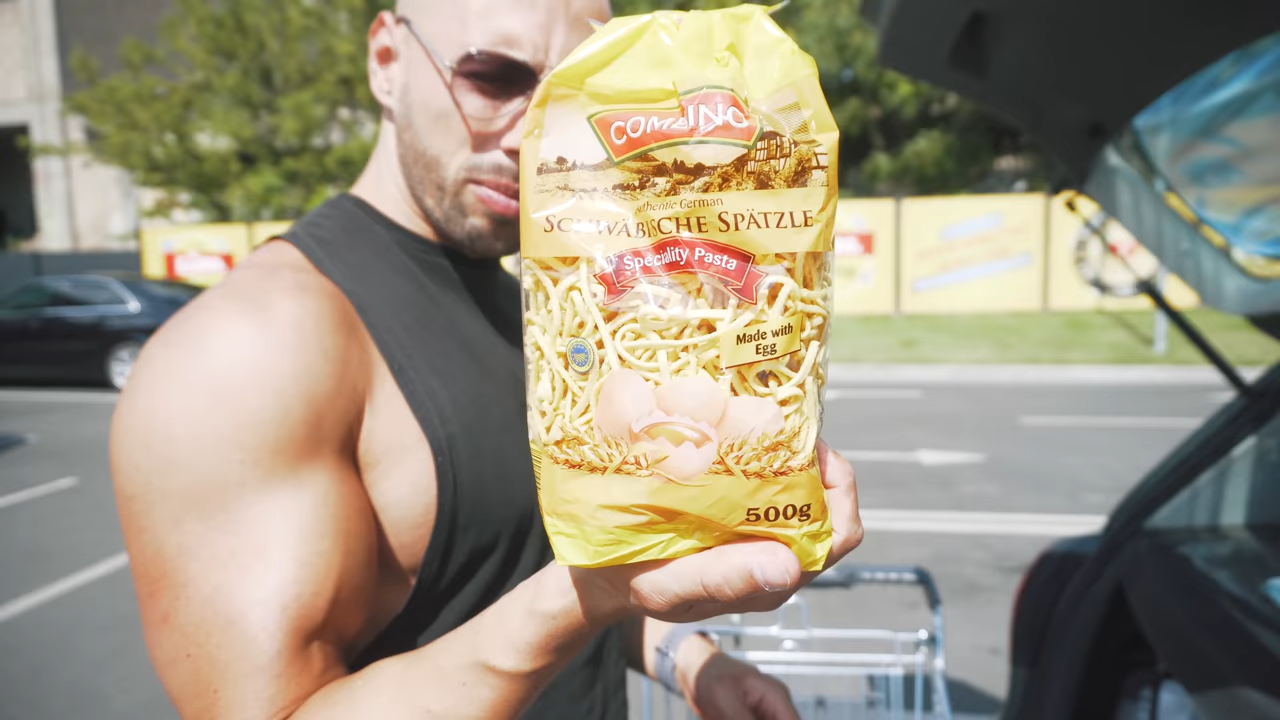 COMBINO
Authentic German
SCHWÄBISCHE SPÄTZLE
Speciality Pasta
Made with
Egg
500g